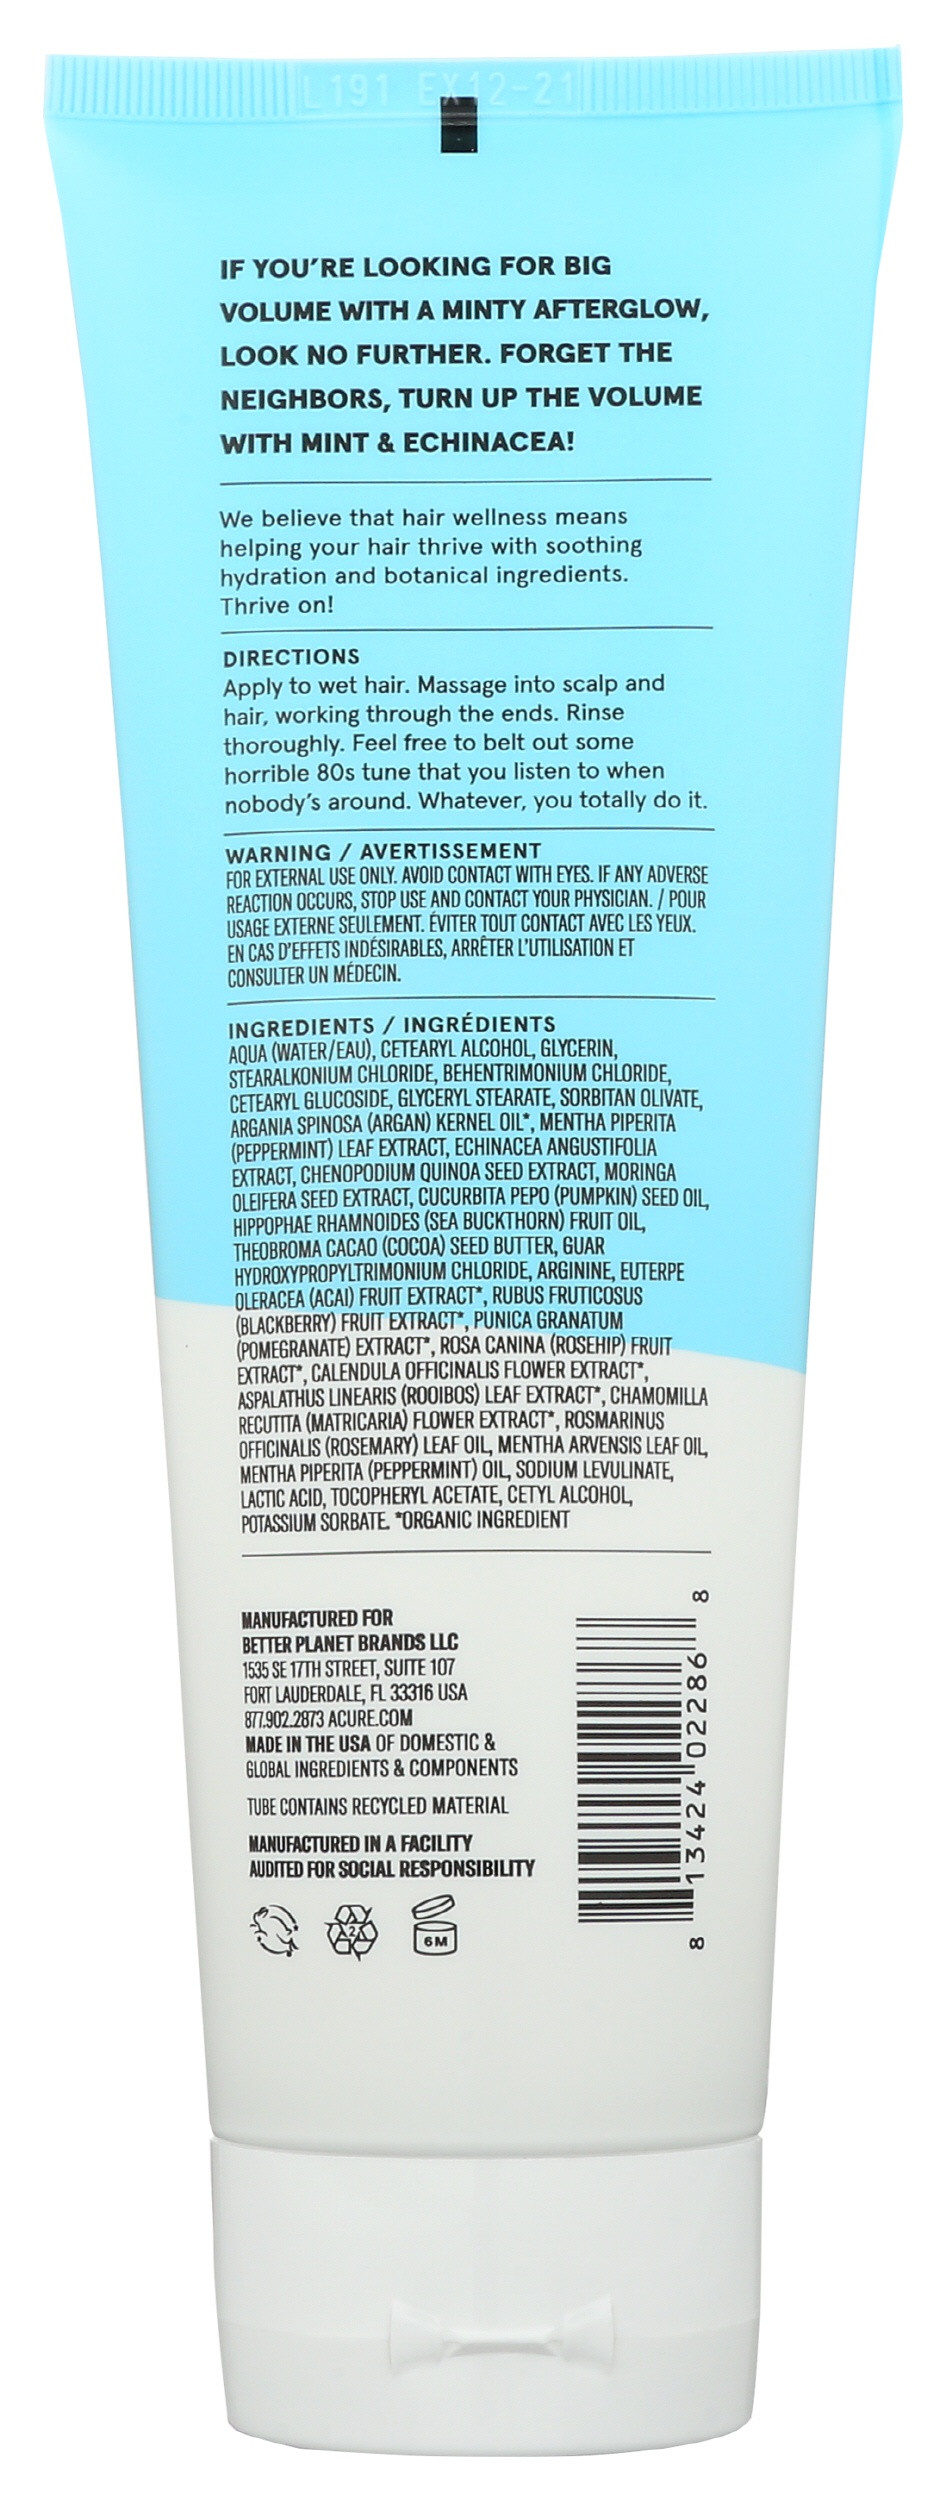 L191 EX12-21
IF YOU'RE LOOKING FOR BIG
VOLUME WITH A MINTY AFTERGLOW,
LOOK NO FURTHER. FORGET THE
NEIGHBORS, TURN UP THE VOLUME
WITH MINT & ECHINACEA!
We believe that hair wellness means
helping your hair thrive with soothing
hydration and botanical ingredients.
Thrive on!
DIRECTIONS
Apply to wet hair. Massage into scalp and
hair, working through the ends. Rinse
thoroughly. Feel free to belt out some
horrible 80s tune that you listen to when
nobody's around. Whatever, you totally do it.
WARNING / AVERTISSEMENT
FOR EXTERNAL USE ONLY. AVOID CONTACT WITH EYES. IF ANY ADVERSE
REACTION OCCURS, STOP USE AND CONTACT YOUR PHYSICIAN. / POUR
USAGE EXTERNE SEULEMENT. ÉVITER TOUT CONTACT AVEC LES YEUX.
EN CAS D'EFFETS INDÉSIRABLES, ARRÊTER L'UTILISATION ET
CONSULTER UN MÉDECIN.
INGREDIENTS / INGRÉDIENTS
AQUA (WATER/EAU), CETEARYL ALCOHOL, GLYCERIN,
STEARALKONIUM CHLORIDE, BEHENTRIMONIUM CHLORIDE,
CETEARYL GLUCOSIDE, GLYCERYL STEARATE, SORBITAN OLIVATE,
ARGANIA SPINOSA (ARGAN) KERNEL OIL*, MENTHA PIPERITA
(PEPPERMINT) LEAF EXTRACT, ECHINACEA ANGUSTIFOLIA
EXTRACT, CHENOPODIUM QUINOA SEED EXTRACT, MORINGA
OLEIFERA SEED EXTRACT, CUCURBITA PEPO (PUMPKIN) SEED OIL,
HIPPOPHAE RHAMNOIDES (SEA BUCKTHORN) FRUIT OIL,
THEOBROMA CACAO (COCOA) SEED BUTTER, GUAR
HYDROXYPROPYLTRIMONIUM CHLORIDE, ARGININE, EUTERPE
OLERACEA (ACAI) FRUIT EXTRACT*, RUBUS FRUTICOSUS
(BLACKBERRY) FRUIT EXTRACT*, PUNICA GRANATUM
(POMEGRANATE) EXTRACT*, ROSA CANINA (ROSEHIP) FRUIT
EXTRACT*, CALENDULA OFFICINALIS FLOWER EXTRACT*,
ASPALATHUS LINEARIS (ROOIBOS) LEAF EXTRACT*, CHAMOMILLA
RECUTITA (MATRICARIA) FLOWER EXTRACT*, ROSMARINUS
OFFICINALIS (ROSEMARY) LEAF OIL, MENTHA ARVENSIS LEAF OIL,
MENTHA PIPERITA (PEPPERMINT) OIL, SODIUM LEVULINATE,
LACTIC ACID, TOCOPHERYL ACETATE, CETYL ALCOHOL,
POTASSIUM SORBATE. *ORGANIC INGREDIENT
MANUFACTURED FOR
BETTER PLANET BRANDS LLC
1535 SE 17TH STREET, SUITE 107
FORT LAUDERDALE, FL 33316 USA
877.902.2873 ACURE.COM
MADE IN THE USA OF DOMESTIC &
GLOBAL INGREDIENTS & COMPONENTS
TUBE CONTAINS RECYCLED MATERIAL
MANUFACTURED IN A FACILITY
AUDITED FOR SOCIAL RESPONSIBILITY
2
6M
8 13424 02286 8